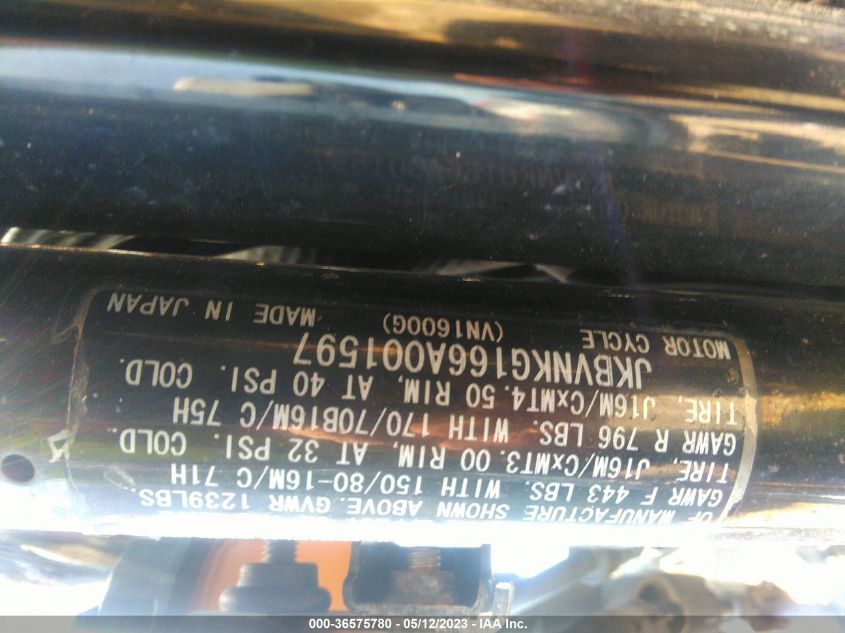 OF MANUFACTURE SHOWN ABOVE. GVWR 1239LBS.
GAWR F 443 LBS. WITH 150/80-16M/C 71H
TIRE, J16M/CxMT3.00 RIM, AT 32 PSI. COLD.
GAWR R 796 LBS. WITH 170/70B16M/C 75H
TIRE, J16M/CxMT4.50 RIM, AT 40 PSI. COLD.
JKBVNKG166A001597
MOTOR CYCLE (VN1600G)
MADE IN JAPAN
000-36575780 - 05/12/2023 - IAA Inc.